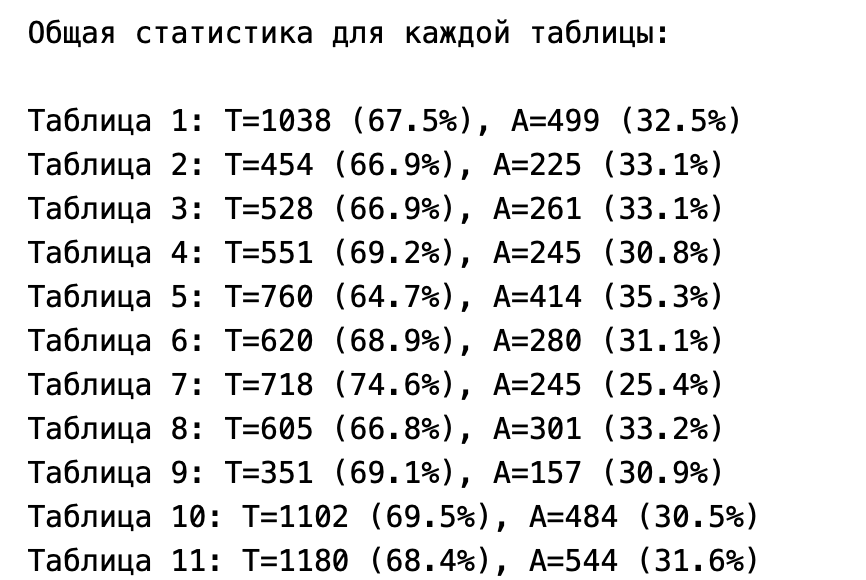 Общая статистика для каждой таблицы:
Таблица 1: T=1038 (67.5%), A=499 (32.5%)
Таблица 2: T=454 (66.9%), A=225 (33.1%)
Таблица 3: T=528 (66.9%), A=261 (33.1%)
Таблица 4: T=551 (69.2%), A=245 (30.8%)
Таблица 5: T=760 (64.7%), A=414 (35.3%)
Таблица 6: T=620 (68.9%), A=280 (31.1%)
Таблица 7: T=718 (74.6%), A=245 (25.4%)
Таблица 8: T=605 (66.8%), A=301 (33.2%)
Таблица 9: T=351 (69.1%), A=157 (30.9%)
Таблица 10: T=1102 (69.5%), A=484 (30.5%)
Таблица 11: T=1180 (68.4%), A=544 (31.6%)